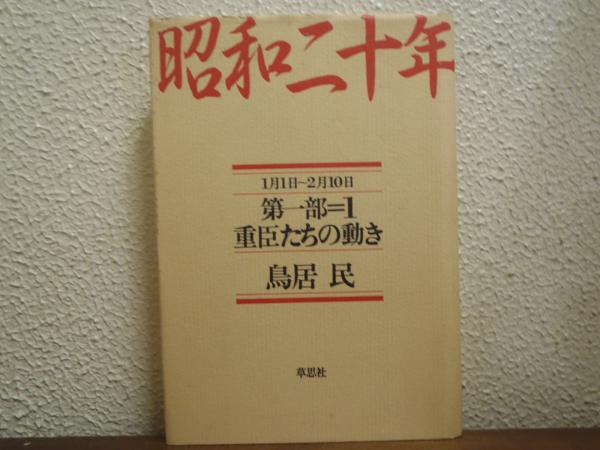 昭和二十年
1月1日~2月10日
第一部=1
重臣たちの動き
鳥居 民
草思社